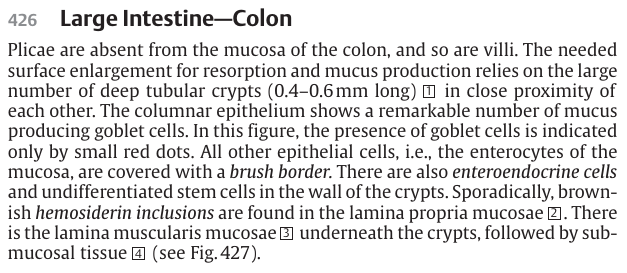 426 Large Intestine—Colon
Plicae are absent from the mucosa of the colon, and so are villi. The needed
surface enlargement for resorption and mucus production relies on the large
number of deep tubular crypts (0.4–0.6 mm long) 1 in close proximity of
each other. The columnar epithelium shows a remarkable number of mucus
producing goblet cells. In this figure, the presence of goblet cells is indicated
only by small red dots. All other epithelial cells, i.e., the enterocytes of the
mucosa, are covered with a brush border. There are also enteroendocrine cells
and undifferentiated stem cells in the wall of the crypts. Sporadically, brown-
ish hemosiderin inclusions are found in the lamina propria mucosae 2. There
is the lamina muscularis mucosae 3 underneath the crypts, followed by sub-
mucosal tissue 4 (see Fig. 427).